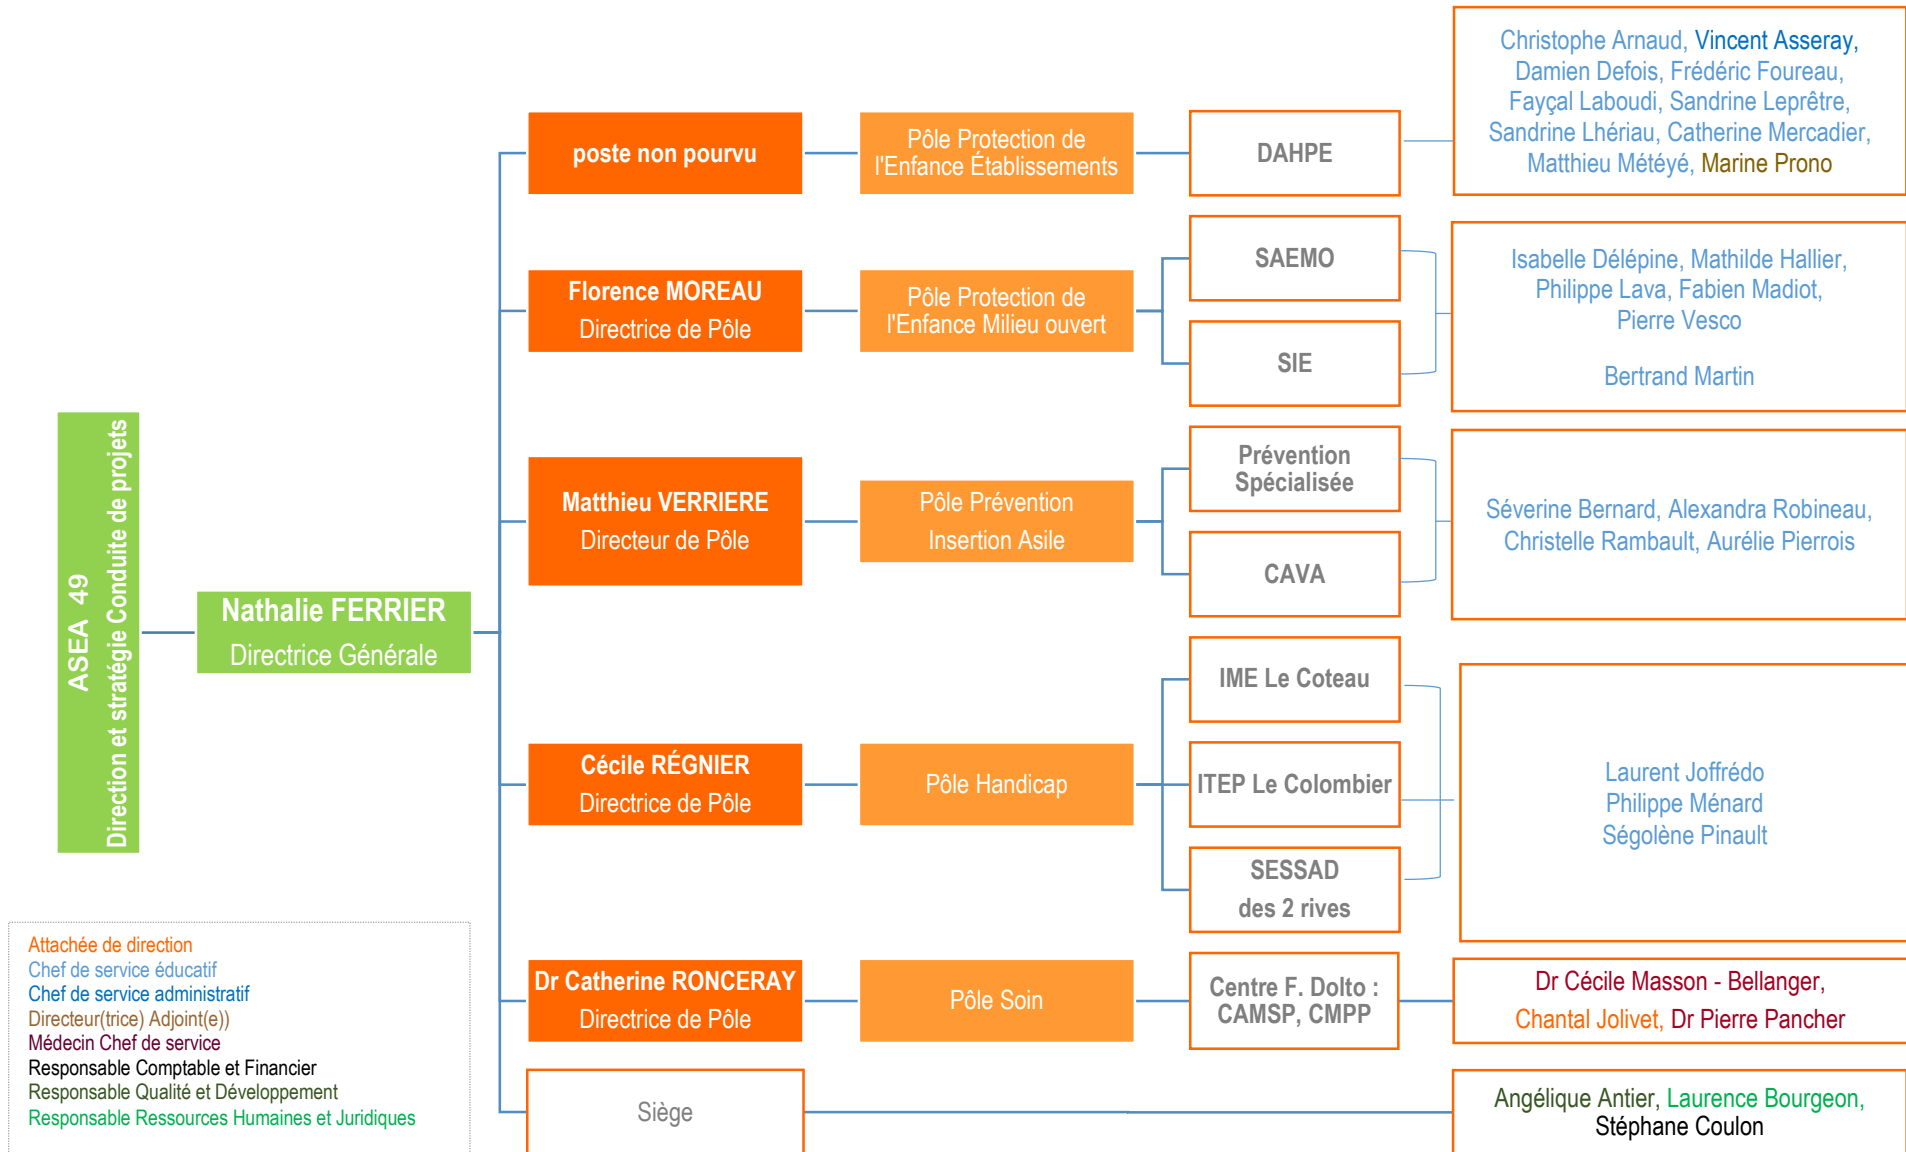 ASEA 49
Direction et stratégie Conduite de projets
Nathalie FERRIER
Directrice Générale
poste non pourvu
Pôle Protection de
l'Enfance Établissements
DAHPE
Christophe Arnaud, Vincent Asseray,
Damien Defois, Frédéric Foureau,
Fayçal Laboudi, Sandrine Leprêtre,
Sandrine Lhériau, Catherine Mercadier,
Matthieu Météyé, Marine Prono
Florence MOREAU
Directrice de Pôle
Pôle Protection de
l'Enfance Milieu ouvert
SAEMO
SIE
Isabelle Délépine, Mathilde Hallier,
Philippe Lava, Fabien Madiot,
Pierre Vesco
Bertrand Martin
Matthieu VERRIERE
Directeur de Pôle
Pôle Prévention
Insertion Asile
Prévention
Spécialisée
CAVA
Séverine Bernard, Alexandra Robineau,
Christelle Rambault, Aurélie Pierrois
Cécile RÉGNIER
Directrice de Pôle
Pôle Handicap
IME Le Coteau
ITEP Le Colombier
SESSAD
des 2 rives
Laurent Joffrédo
Philippe Ménard
Ségolène Pinault
Dr Catherine RONCERAY
Directrice de Pôle
Pôle Soin
Centre F. Dolto :
CAMSP, CMPP
Dr Cécile Masson - Bellanger,
Chantal Jolivet, Dr Pierre Pancher
Siège
Angélique Antier, Laurence Bourgeon,
Stéphane Coulon
Attachée de direction
Chef de service éducatif
Chef de service administratif
Directeur(trice) Adjoint(e))
Médecin Chef de service
Responsable Comptable et Financier
Responsable Qualité et Développement
Responsable Ressources Humaines et Juridiques